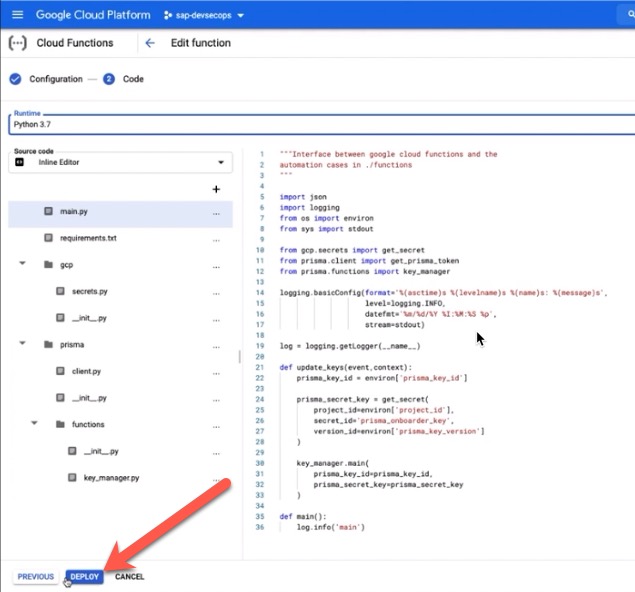 Google Cloud Platform sap-devsecops
Cloud Functions Edit function
Configuration 2 Code
Runtime
Python 3.7
Source code
Inline Editor
+
main.py ...
requirements.txt ...
gcp
secrets.py ...
__init__.py ...
prisma
client.py ...
__init__.py ...
functions ...
__init__.py ...
key_manager.py ...
1 """Interface between google cloud functions and the
2 automation cases in ./functions
3 """
4
5 import json
6 import logging
7 from os import environ
8 from sys import stdout
9
10 from gcp.secrets import get_secret
11 from prisma.client import get_prisma_token
12 from prisma.functions import key_manager
13
14 logging.basicConfig(format='%(asctime)s %(levelname)s %(name)s: %(message)s',
15 level=logging.INFO,
16 datefmt='%m/%d/%Y %I:%M:%S %p',
17 stream=stdout)
18
19 log = logging.getLogger(__name__)
20
21 def update_keys(event,context):
22 prisma_key_id = environ['prisma_key_id']
23
24 prisma_secret_key = get_secret(
25 project_id=environ['project_id'],
26 secret_id='prisma_onboarder_key',
27 version_id=environ['prisma_key_version']
28 )
29
30 key_manager.main(
31 prisma_key_id=prisma_key_id,
32 prisma_secret_key=prisma_secret_key
33 )
34
35 def main():
36 log.info('main')
PREVIOUS DEPLOY CANCEL